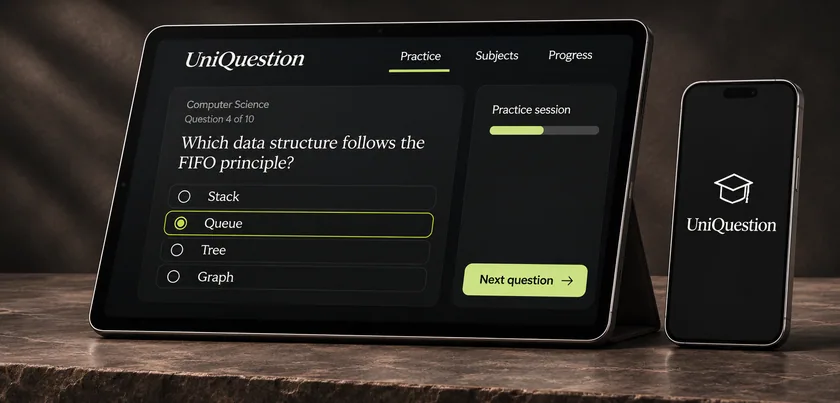 UniQuestion
Practice
Subjects
Progress
Computer Science
Question 4 of 10
Which data structure follows the
FIFO principle?
Stack
Queue
Tree
Graph
Practice session
Next question →
UniQuestion